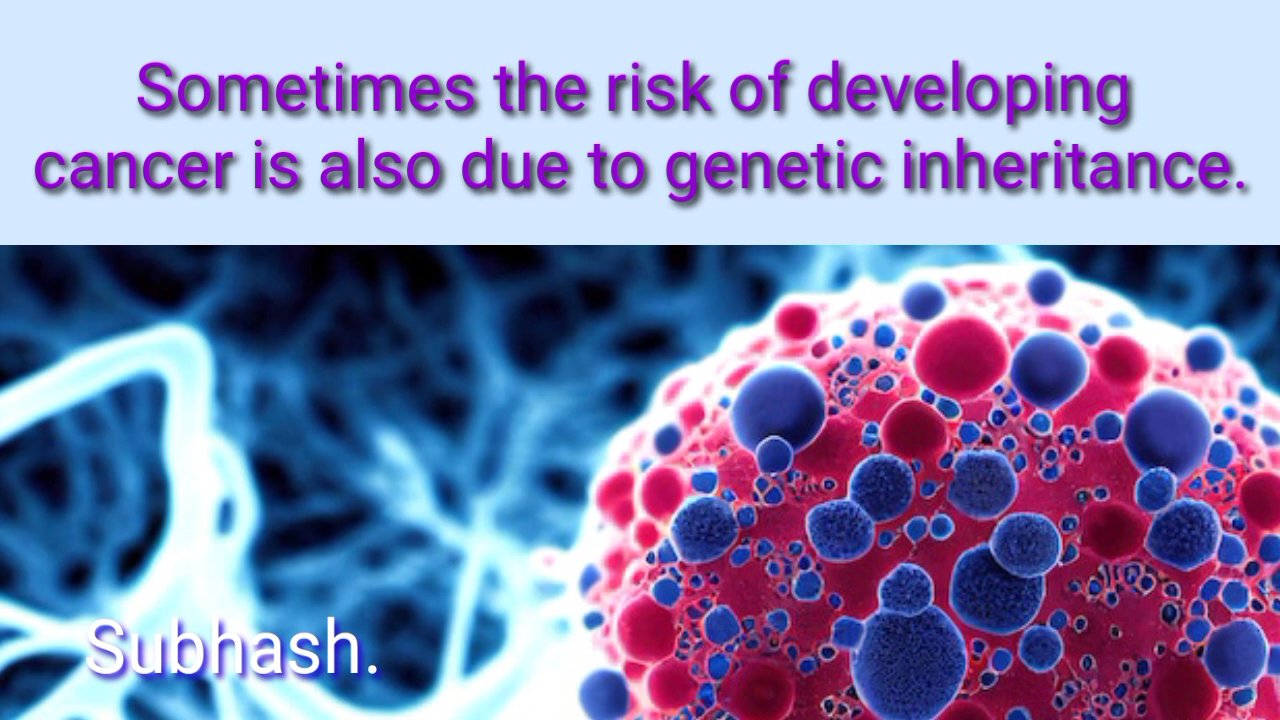 Sometimes the risk of developing
cancer is also due to genetic inheritance.
Subhash.